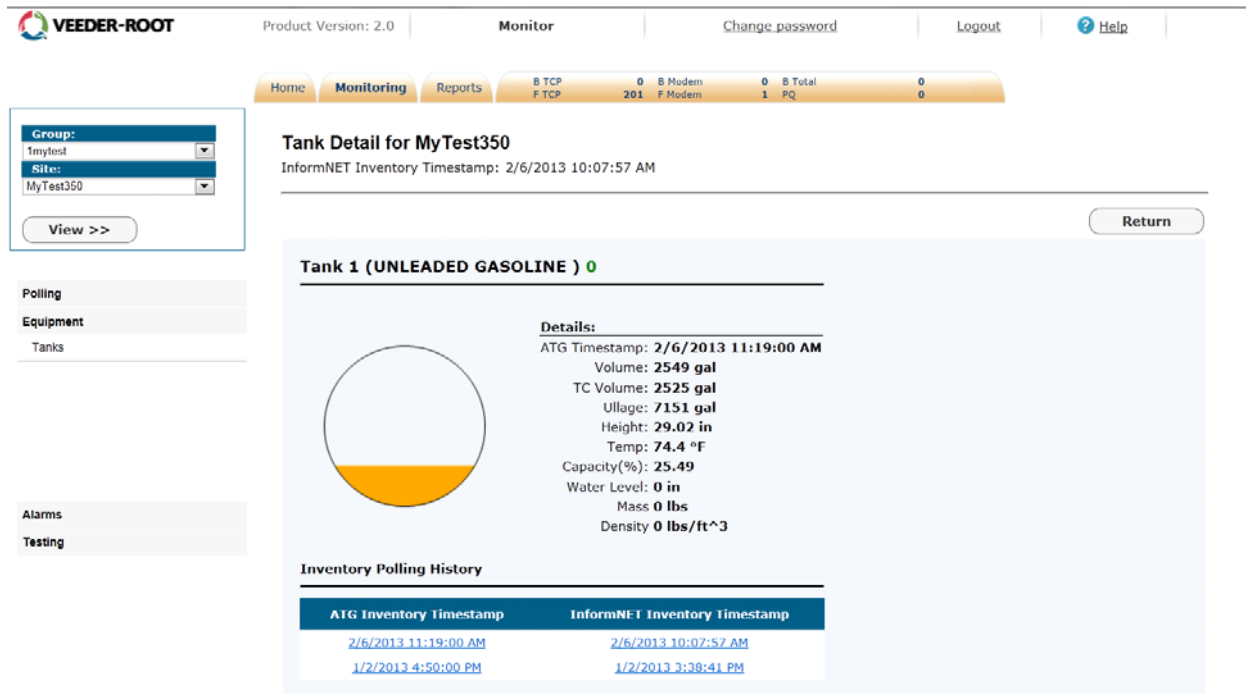 VEEDER-ROOT
Product Version: 2.0
Monitor
Change password
Logout
? Help
Home
Monitoring
Reports
B TCP 0 B Modem 0 B Total 0
F TCP 201 F Modem 1 PQ 0
Group:
1mytest
Site:
MyTest350
View >>
Polling
Equipment
Tanks
Alarms
Testing
Tank Detail for MyTest350
InformNET Inventory Timestamp: 2/6/2013 10:07:57 AM
Return
Tank 1 (UNLEADED GASOLINE ) 0
Details:
ATG Timestamp: 2/6/2013 11:19:00 AM
Volume: 2549 gal
TC Volume: 2525 gal
Ullage: 7151 gal
Height: 29.02 in
Temp: 74.4 °F
Capacity(%): 25.49
Water Level: 0 in
Mass 0 lbs
Density 0 lbs/ft^3
Inventory Polling History
ATG Inventory Timestamp InformNET Inventory Timestamp
2/6/2013 11:19:00 AM 2/6/2013 10:07:57 AM
1/2/2013 4:50:00 PM 1/2/2013 3:38:41 PM